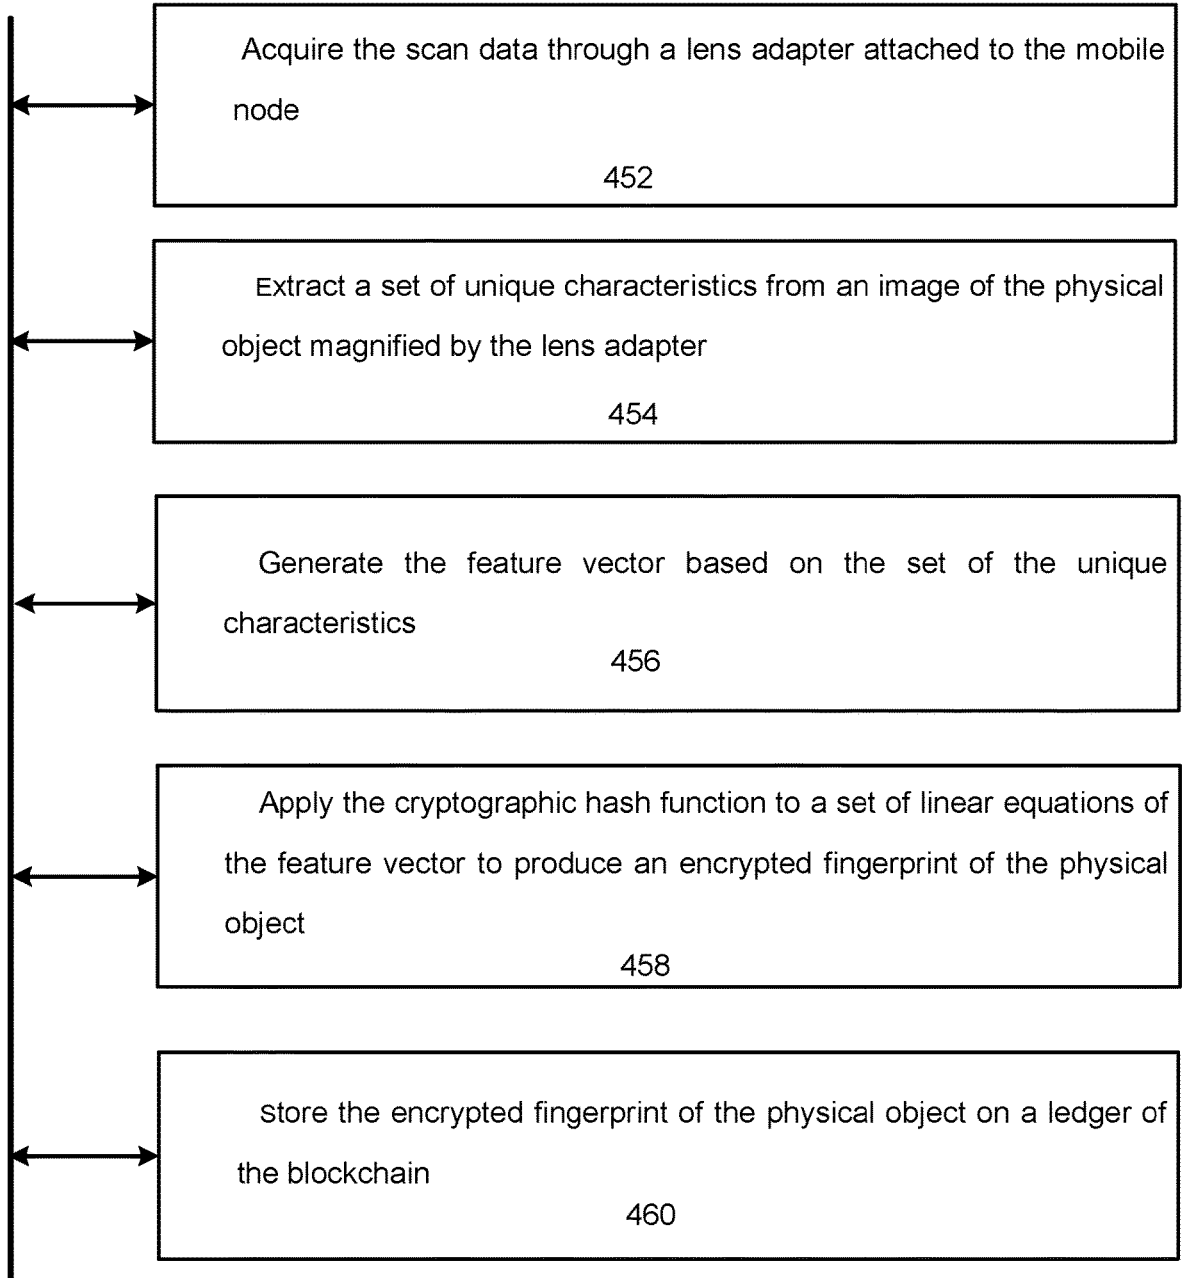 Acquire the scan data through a lens adapter attached to the mobile
node
452
Extract a set of unique characteristics from an image of the physical
object magnified by the lens adapter
454
Generate the feature vector based on the set of the unique
characteristics
456
Apply the cryptographic hash function to a set of linear equations of
the feature vector to produce an encrypted fingerprint of the physical
object
458
Store the encrypted fingerprint of the physical object on a ledger of
the blockchain
460